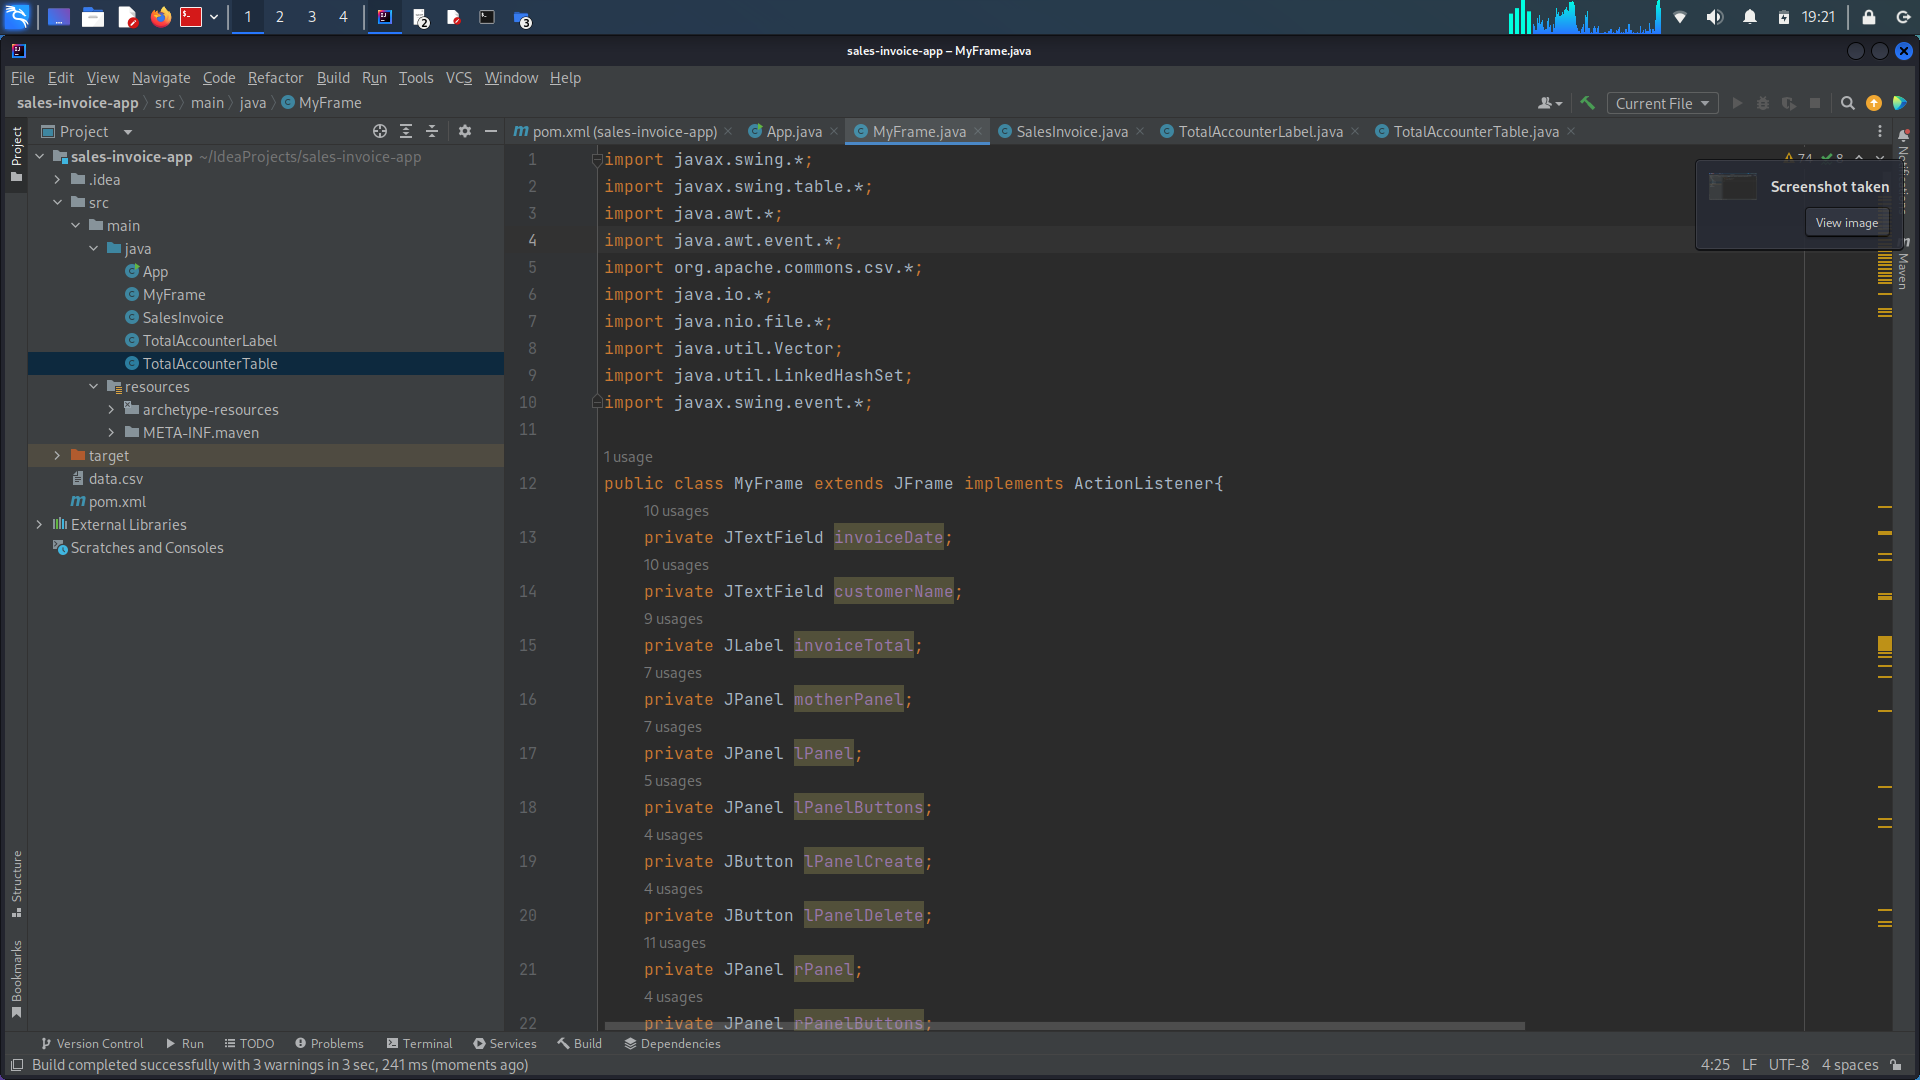 1 2 3 4 2 3 19:21
sales-invoice-app – MyFrame.java
File Edit View Navigate Code Refactor Build Run Tools VCS Window Help
sales-invoice-app src main java MyFrame Current File
Project
pom.xml (sales-invoice-app) App.java MyFrame.java SalesInvoice.java TotalAccounterLabel.java TotalAccounterTable.java
Project
Structure
Bookmarks
sales-invoice-app ~/IdeaProjects/sales-invoice-app
.idea
src
main
java
App
MyFrame
SalesInvoice
TotalAccounterLabel
TotalAccounterTable
resources
archetype-resources
META-INF.maven
target
data.csv
pom.xml
External Libraries
Scratches and Consoles
1 import javax.swing.*;
2 import javax.swing.table.*;
3 import java.awt.*;
4 import java.awt.event.*;
5 import org.apache.commons.csv.*;
6 import java.io.*;
7 import java.nio.file.*;
8 import java.util.Vector;
9 import java.util.LinkedHashSet;
10 import javax.swing.event.*;
11
1 usage
12 public class MyFrame extends JFrame implements ActionListener{
10 usages
13 private JTextField invoiceDate;
10 usages
14 private JTextField customerName;
9 usages
15 private JLabel invoiceTotal;
7 usages
16 private JPanel motherPanel;
7 usages
17 private JPanel lPanel;
5 usages
18 private JPanel lPanelButtons;
4 usages
19 private JButton lPanelCreate;
4 usages
20 private JButton lPanelDelete;
11 usages
21 private JPanel rPanel;
4 usages
22 private JPanel rPanelButtons;
74 8
Screenshot taken
View image
Maven
Version Control Run TODO Problems Terminal Services Build Dependencies
Build completed successfully with 3 warnings in 3 sec, 241 ms (moments ago) 4:25 LF UTF-8 4 spaces